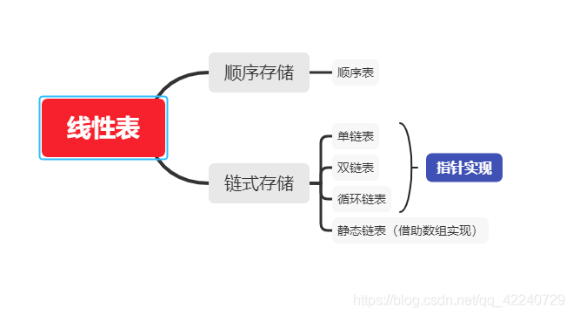 线性表
顺序存储
顺序表
链式存储
单链表
双链表
循环链表
静态链表（借助数组实现）
指针实现
https://blog.csdn.net/qq_42240729